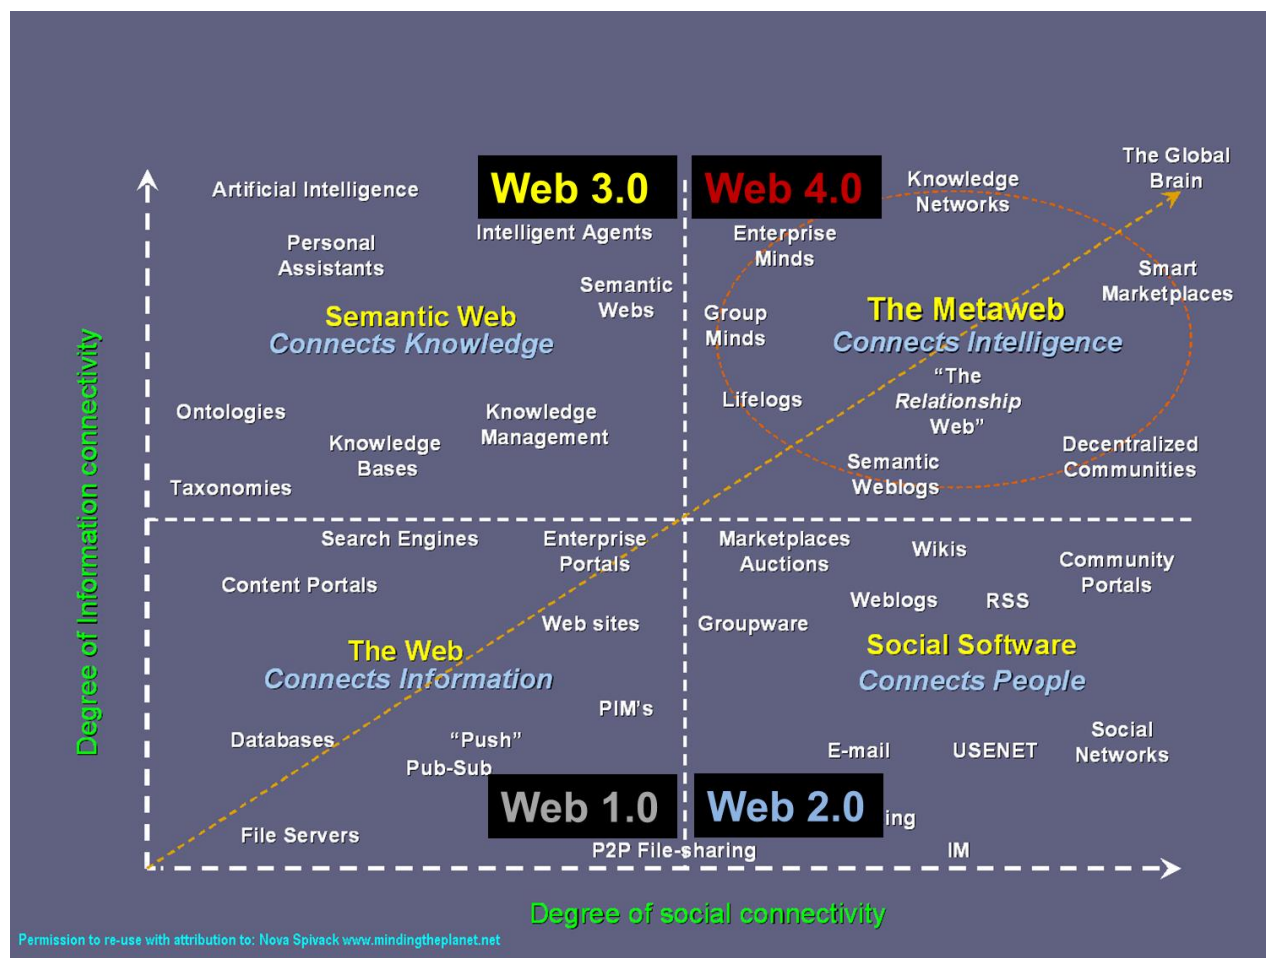 The Global
Brain
Artificial Intelligence
Web 3.0
Web 4.0
Knowledge
Networks
Personal
Assistants
Intelligent Agents
Enterprise
Minds
Semantic
Webs
Smart
Marketplaces
Semantic Web
Connects Knowledge
Group
Minds
The Metaweb
Connects Intelligence
“The
Relationship
Web”
Lifelogs
Ontologies
Knowledge
Management
Knowledge
Bases
Decentralized
Communities
Semantic
Weblogs
Taxonomies
Degree of Information connectivity
Search Engines
Enterprise
Portals
Marketplaces
Auctions
Wikis
Community
Portals
Content Portals
Weblogs
RSS
Web sites
Groupware
The Web
Connects Information
Social Software
Connects People
PIM’s
Databases
“Push”
Pub-Sub
E-mail
USENET
Social
Networks
Web 1.0
Web 2.0
ing
File Servers
P2P File-sharing
IM
Degree of social connectivity
Permission to re-use with attribution to: Nova Spivack www.mindingtheplanet.net